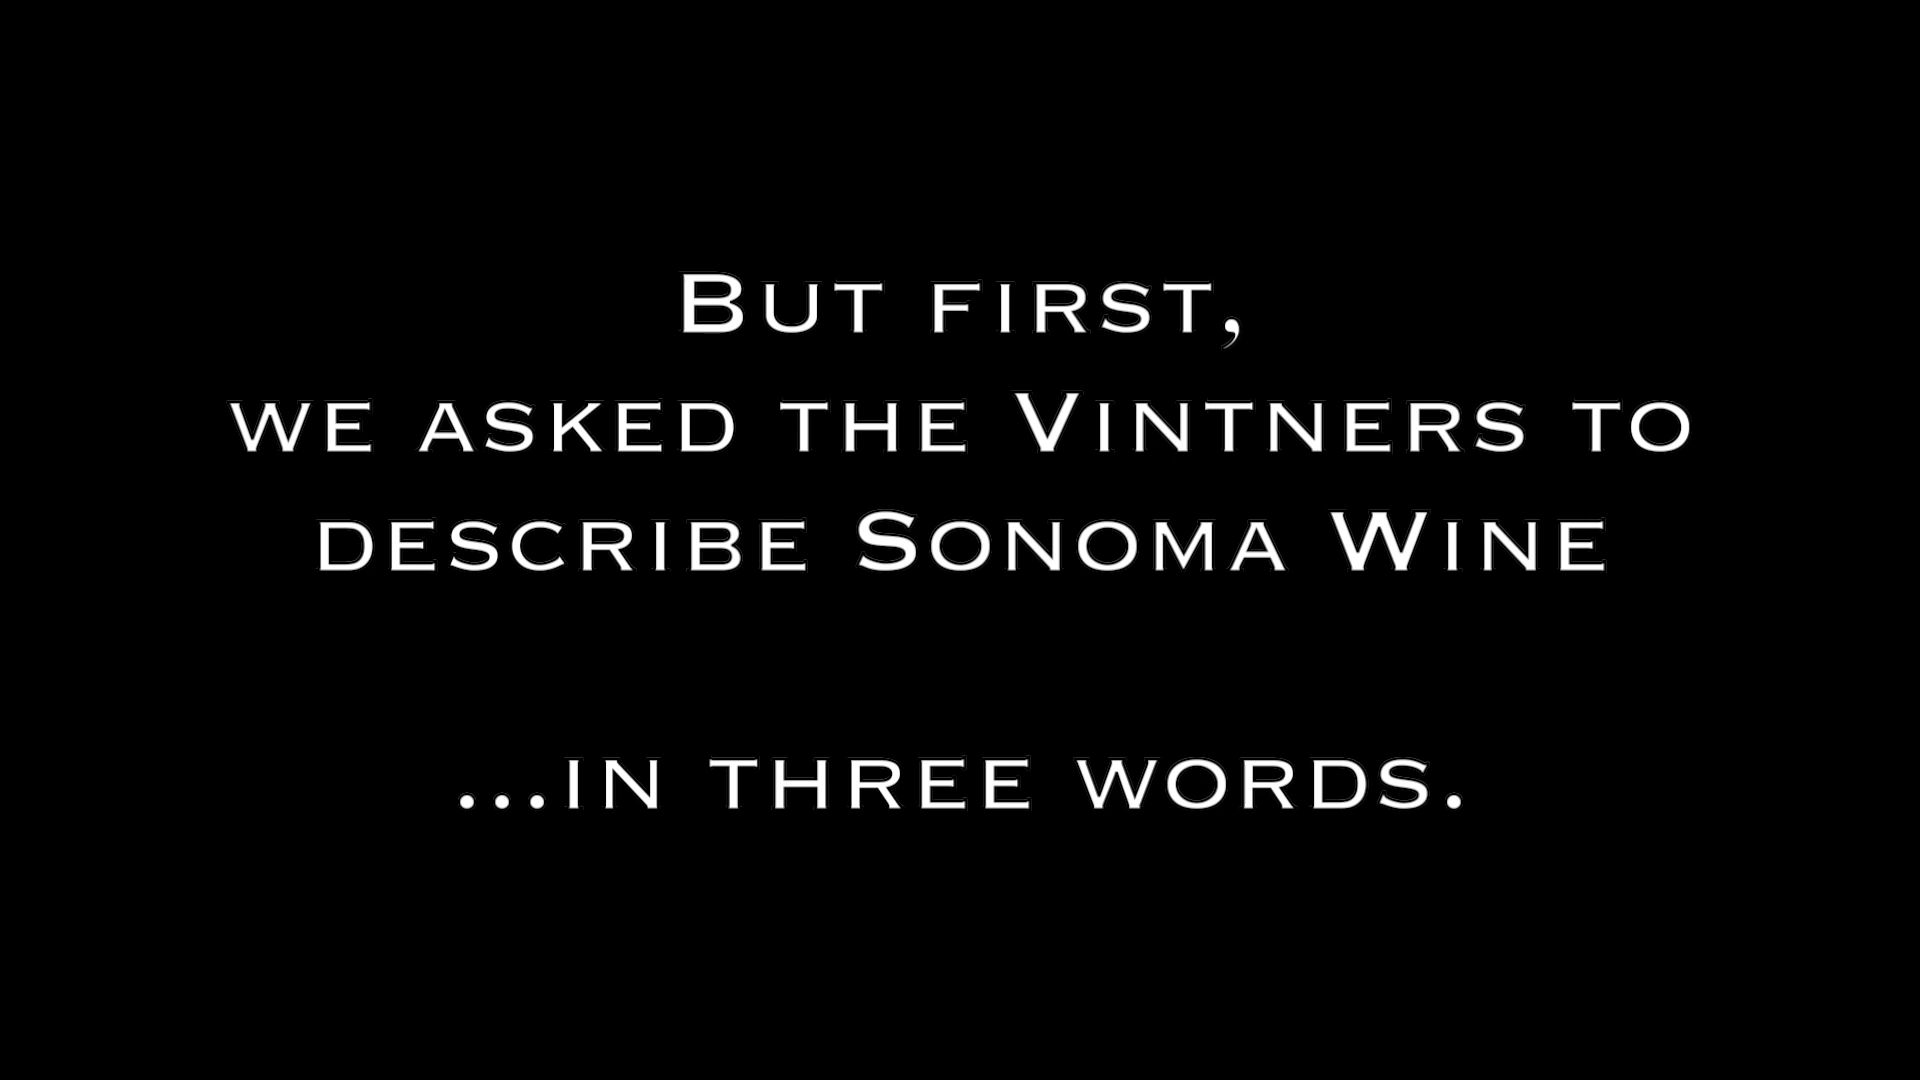 But first,
we asked the Vintners to
describe Sonoma Wine
...in three words.